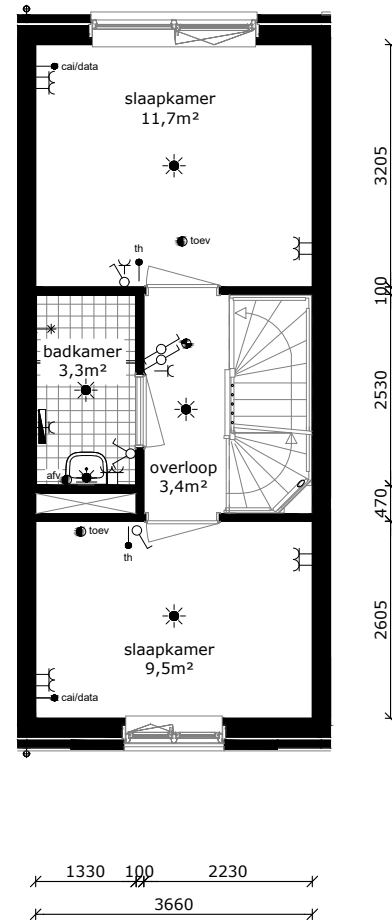 cai/data
slaapkamer
11,7m²
3205
toev
th
100
badkamer
3,3m²
2530
overloop
3,4m²
afv
470
toev
th
slaapkamer
9,5m²
2605
cai/data
1330 100 2230
3660